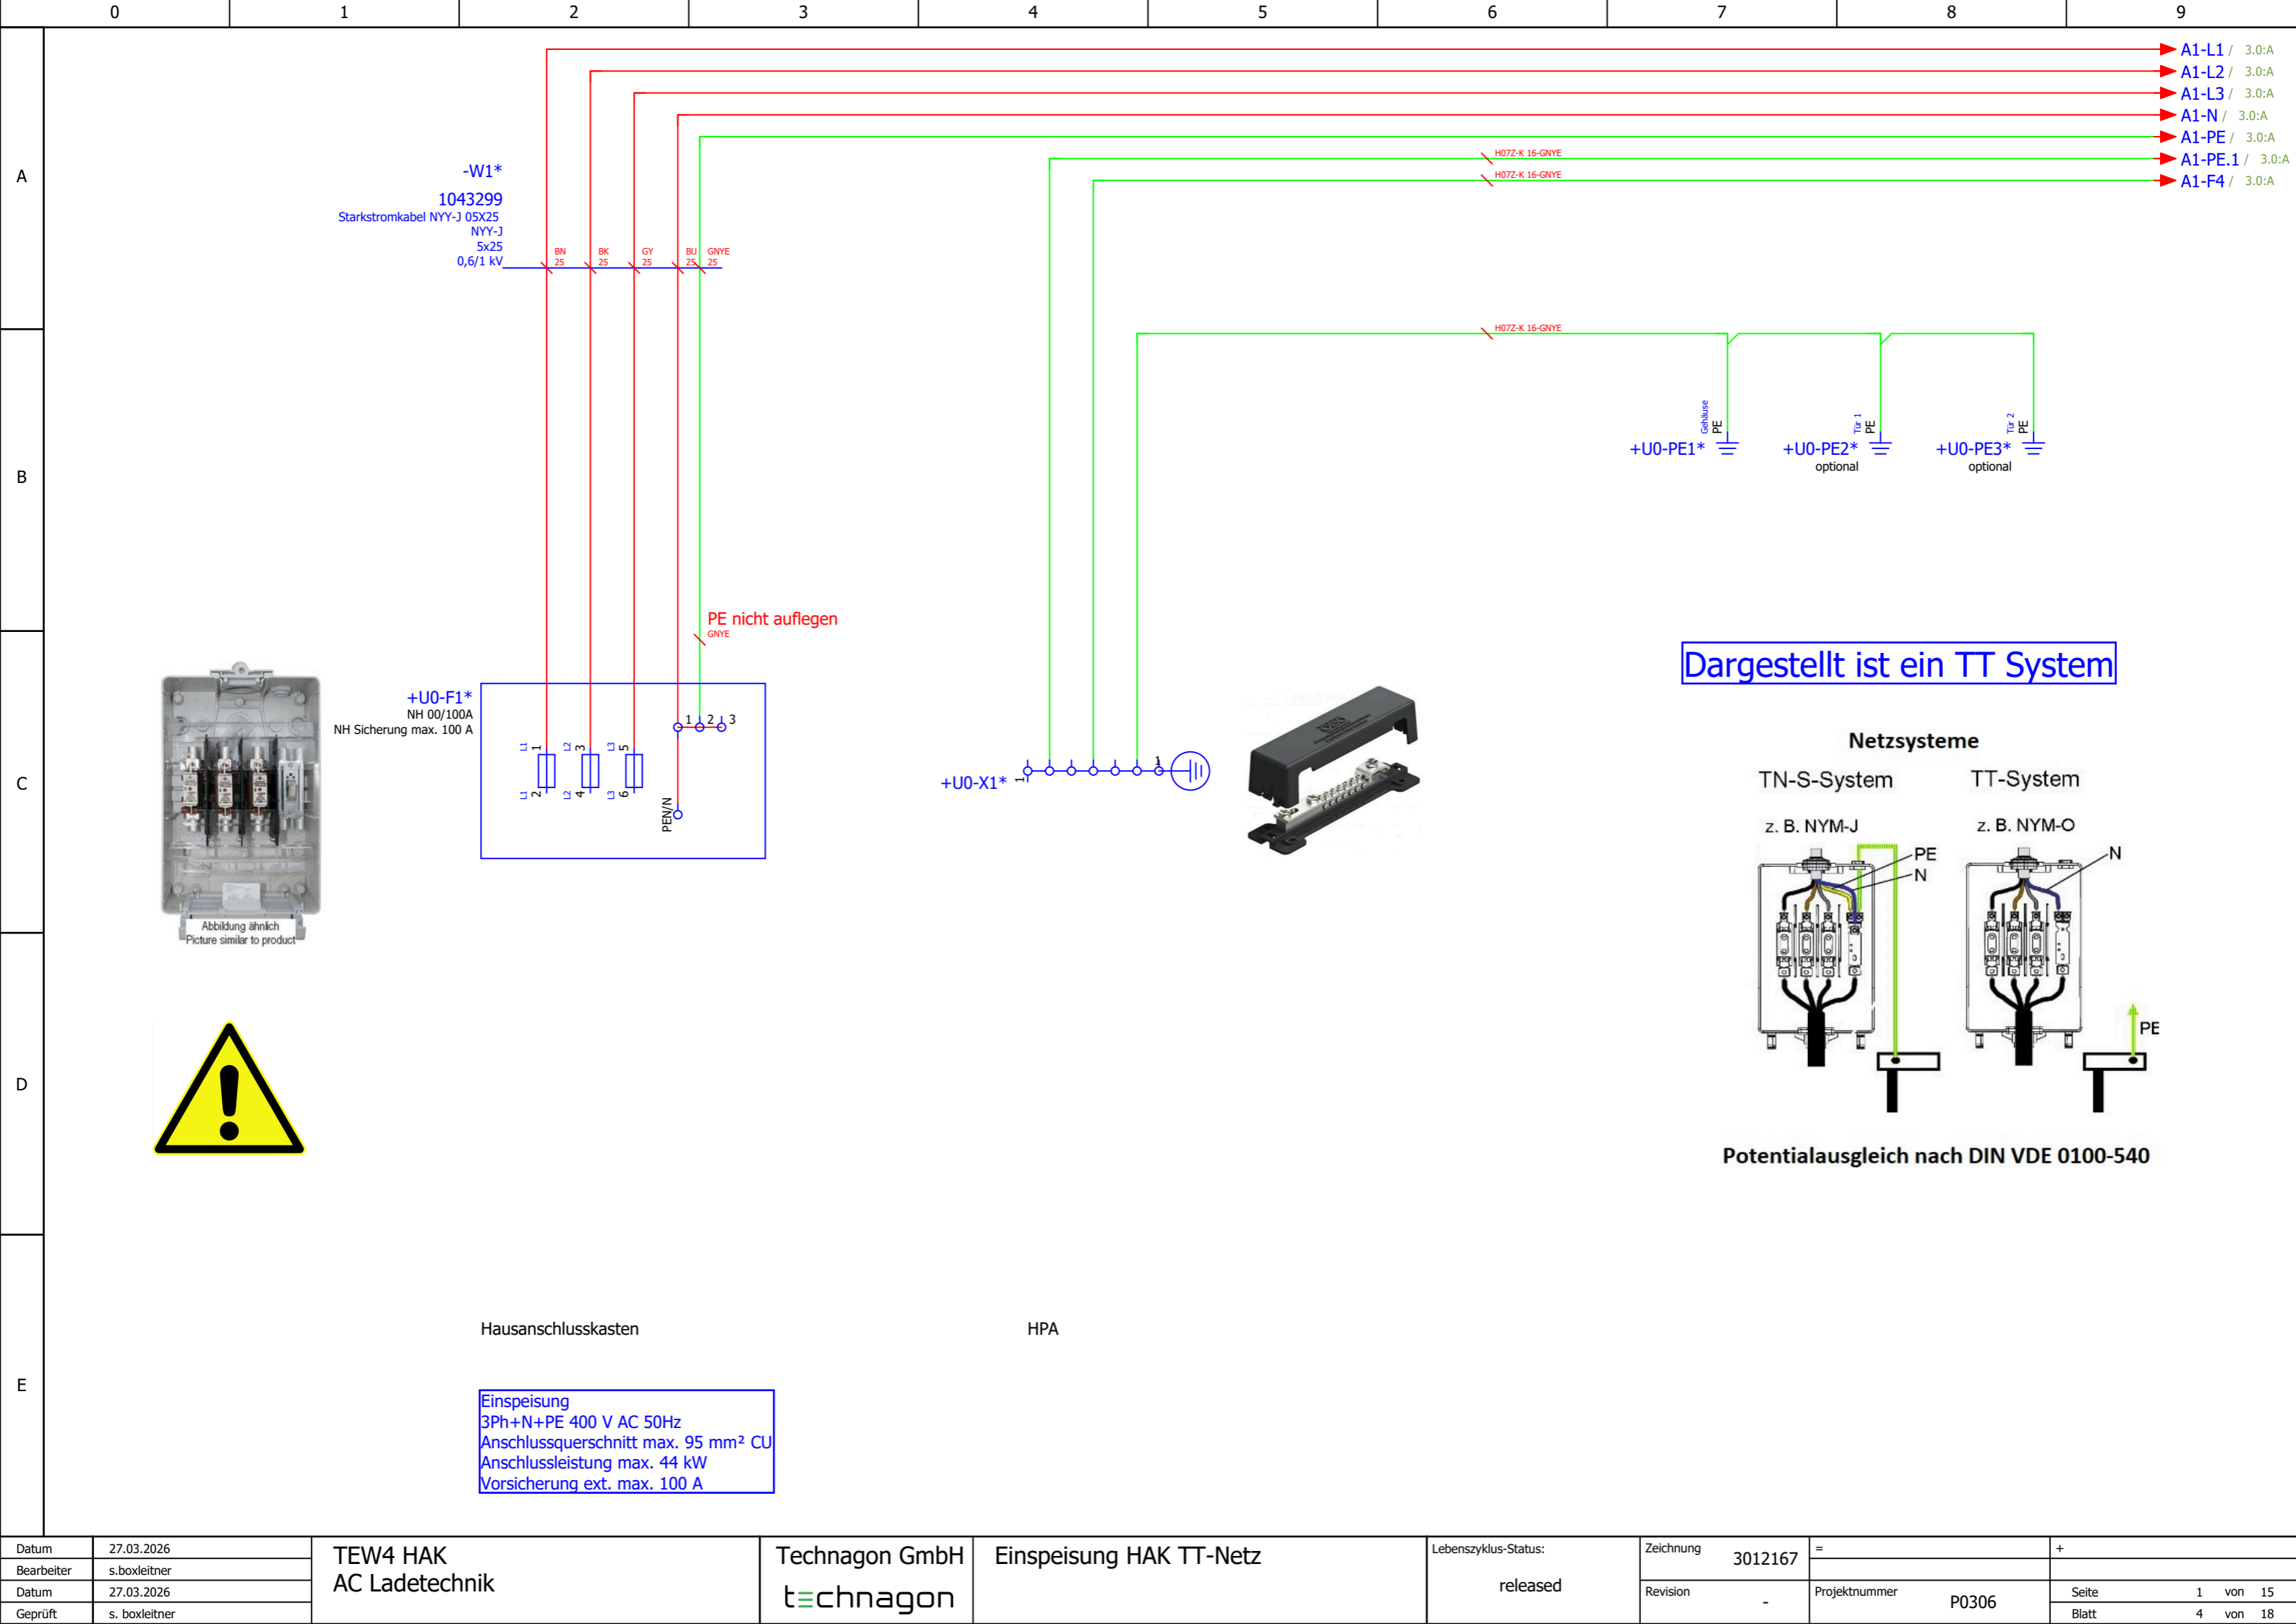 0 1 2 3 4 5 6 7 8 9
A1-L1 / 3.0:A
A1-L2 / 3.0:A
A1-L3 / 3.0:A
A1-N / 3.0:A
A1-PE / 3.0:A
H07Z-K 16-GNYE
A1-PE.1 / 3.0:A
H07Z-K 16-GNYE
A1-F4 / 3.0:A
A
-W1*
1043299
Starkstromkabel NYY-J 05X25
NYY-J
5x25
0,6/1 kV
BN BK GY BU GNYE
25 25 25 25 25
H07Z-K 16-GNYE
Gehäuse
PE
+U0-PE1*
Tür 1
PE
+U0-PE2*
optional
Tür 2
PE
+U0-PE3*
optional
B
PE nicht auflegen
GNYE
Dargestellt ist ein TT System
+U0-F1*
NH 00/100A
NH Sicherung max. 100 A
1 2 3
L1 1 L2 3 L3 5
L1 2 L2 4 L3 6
PEN/N
+U0-X1*
1
1
C
Netzsysteme
TN-S-System TT-System
z. B. NYM-J z. B. NYM-O
PE
N
N
PE
Abbildung ähnlich
Picture similar to product
D
Potentialausgleich nach DIN VDE 0100-540
Hausanschlusskasten
HPA
E
Einspeisung
3Ph+N+PE 400 V AC 50Hz
Anschlussquerschnitt max. 95 mm² CU
Anschlussleistung max. 44 kW
Vorsicherung ext. max. 100 A
Datum 27.03.2026
Bearbeiter s.boxleitner
Datum 27.03.2026
Geprüft s. boxleitner
TEW4 HAK
AC Ladetechnik
Technagon GmbH
technagon
Einspeisung HAK TT-Netz
Lebenszyklus-Status:
released
Zeichnung 3012167
Revision -
=
+
Projektnummer P0306
Seite 1 von 15
Blatt 4 von 18